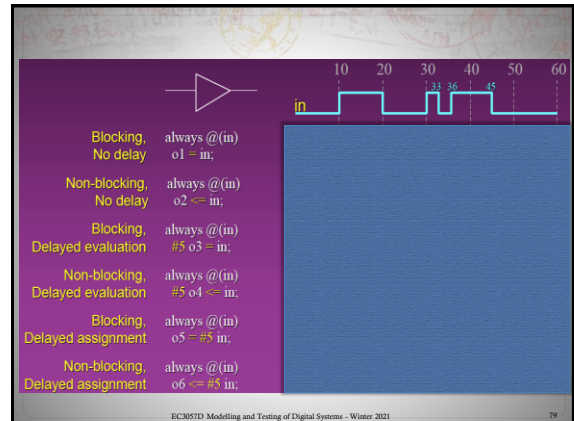 10 20 30 40 50 60
33 36 45
in
Blocking, always @(in)
No delay o1 = in;
Non-blocking, always @(in)
No delay o2 <= in;
Blocking, always @(in)
Delayed evaluation #5 o3 = in;
Non-blocking, always @(in)
Delayed evaluation #5 o4 <= in;
Blocking, always @(in)
Delayed assignment o5 = #5 in;
Non-blocking, always @(in)
Delayed assignment o6 <= #5 in;
EC3057D Modelling and Testing of Digital Systems - Winter 2021 79